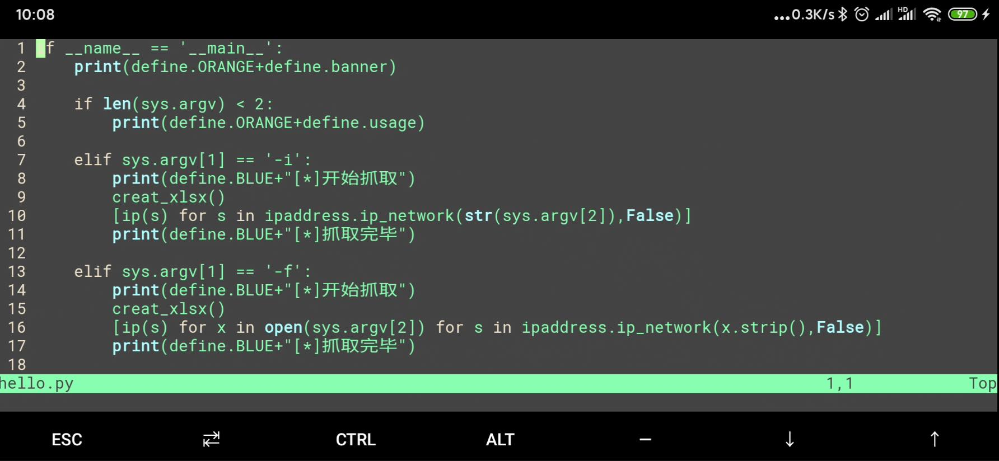 10:08 ...0.3K/s HD 97
1 if __name__ == '__main__':
2 print(define.ORANGE+define.banner)
3
4 if len(sys.argv) < 2:
5 print(define.ORANGE+define.usage)
6
7 elif sys.argv[1] == '-i':
8 print(define.BLUE+"[*]开始抓取")
9 creat_xlsx()
10 [ip(s) for s in ipaddress.ip_network(str(sys.argv[2]),False)]
11 print(define.BLUE+"[*]抓取完毕")
12
13 elif sys.argv[1] == '-f':
14 print(define.BLUE+"[*]开始抓取")
15 creat_xlsx()
16 [ip(s) for x in open(sys.argv[2]) for s in ipaddress.ip_network(x.strip(),False)]
17 print(define.BLUE+"[*]抓取完毕")
18
hello.py 1,1 Top
ESC ⇄ CTRL ALT – ↓ ↑